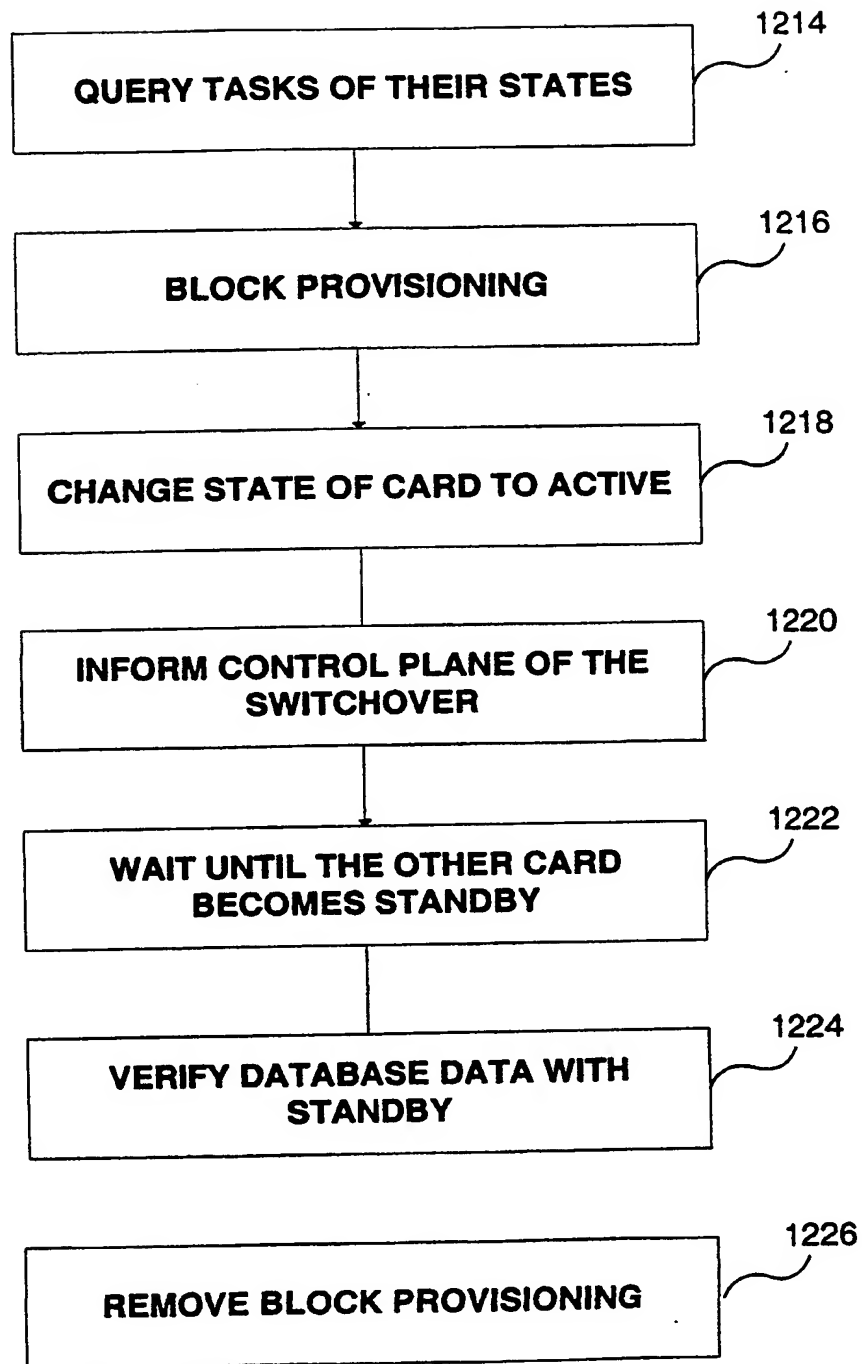 1214
QUERY TASKS OF THEIR STATES
1216
BLOCK PROVISIONING
1218
CHANGE STATE OF CARD TO ACTIVE
1220
INFORM CONTROL PLANE OF THE
SWITCHOVER
1222
WAIT UNTIL THE OTHER CARD
BECOMES STANDBY
1224
VERIFY DATABASE DATA WITH
STANDBY
1226
REMOVE BLOCK PROVISIONING